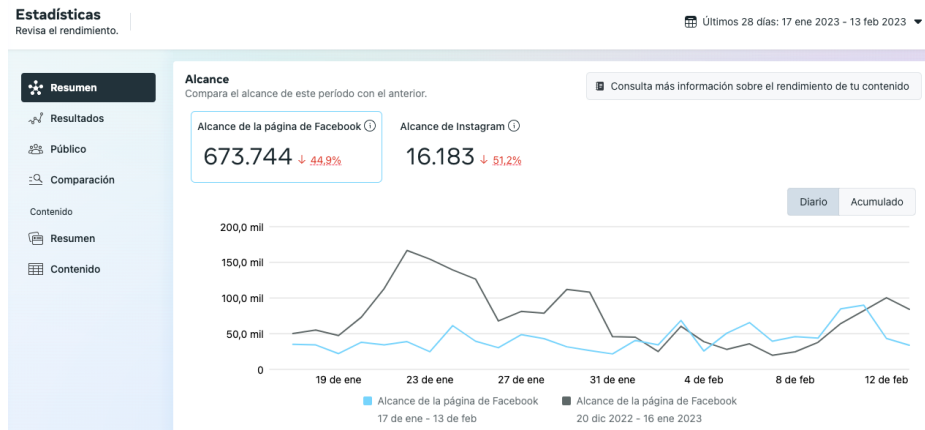 Estadísticas
Revisa el rendimiento.
Últimos 28 días: 17 ene 2023 - 13 feb 2023
Resumen
Resultados
Público
Comparación
Contenido
Resumen
Contenido
Alcance
Compara el alcance de este período con el anterior.
Consulta más información sobre el rendimiento de tu contenido
Alcance de la página de Facebook
673.744 ↓ 44,9%
Alcance de Instagram
16.183 ↓ 51,2%
Diario
Acumulado
200,0 mil
150,0 mil
100,0 mil
50,0 mil
0
19 de ene 23 de ene 27 de ene 31 de ene 4 de feb 8 de feb 12 de feb
Alcance de la página de Facebook
17 de ene - 13 de feb
Alcance de la página de Facebook
20 dic 2022 - 16 ene 2023